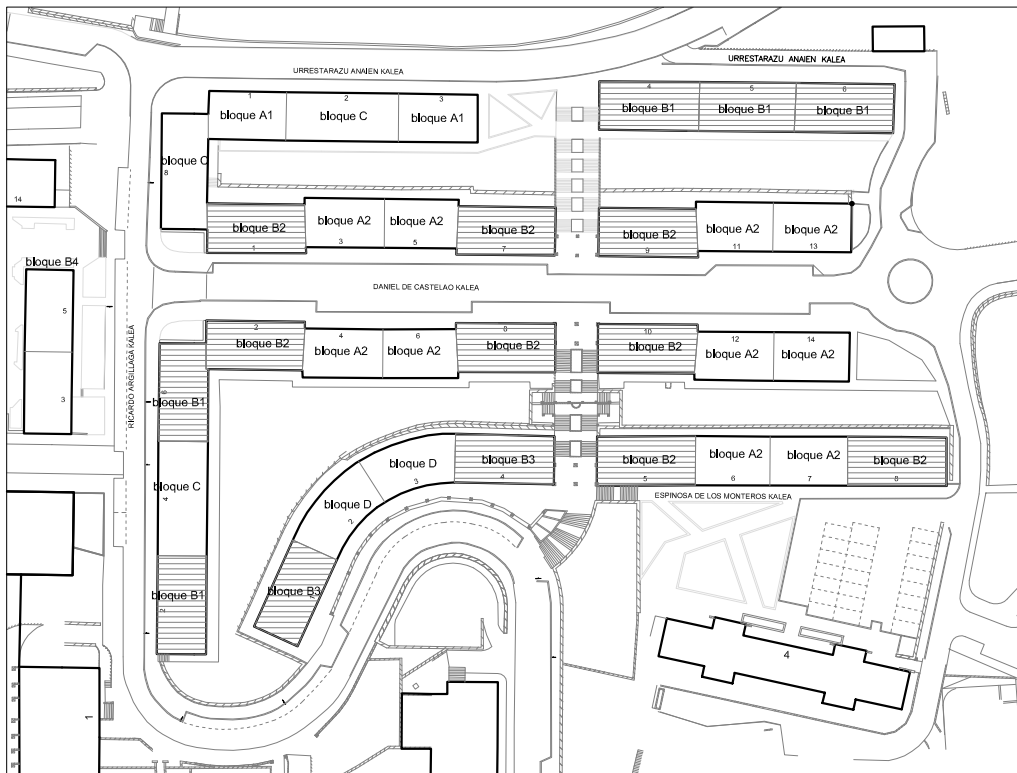 URRESTARAZU ANAIEN KALEA
URRESTARAZU ANAIEN KALEA
1
2
3
4
5
6
bloque A1
bloque C
bloque A1
bloque B1
bloque B1
bloque B1
bloque C
8
14
bloque B2
bloque A2
bloque A2
bloque B2
bloque B2
bloque A2
bloque A2
1
3
5
7
9
11
13
bloque B4
5
3
DANIEL DE CASTELAO KALEA
RICARDO ARGILLAGA KALEA
2
4
6
8
10
12
14
bloque B2
bloque A2
bloque A2
bloque B2
bloque B2
bloque A2
bloque A2
bloque B1
6
bloque C
4
bloque B1
2
bloque D
bloque B3
bloque D
3
4
2
bloque B3
bloque B2
bloque A2
bloque A2
bloque B2
5
6
7
8
ESPINOSA DE LOS MONTEROS KALEA
4
1